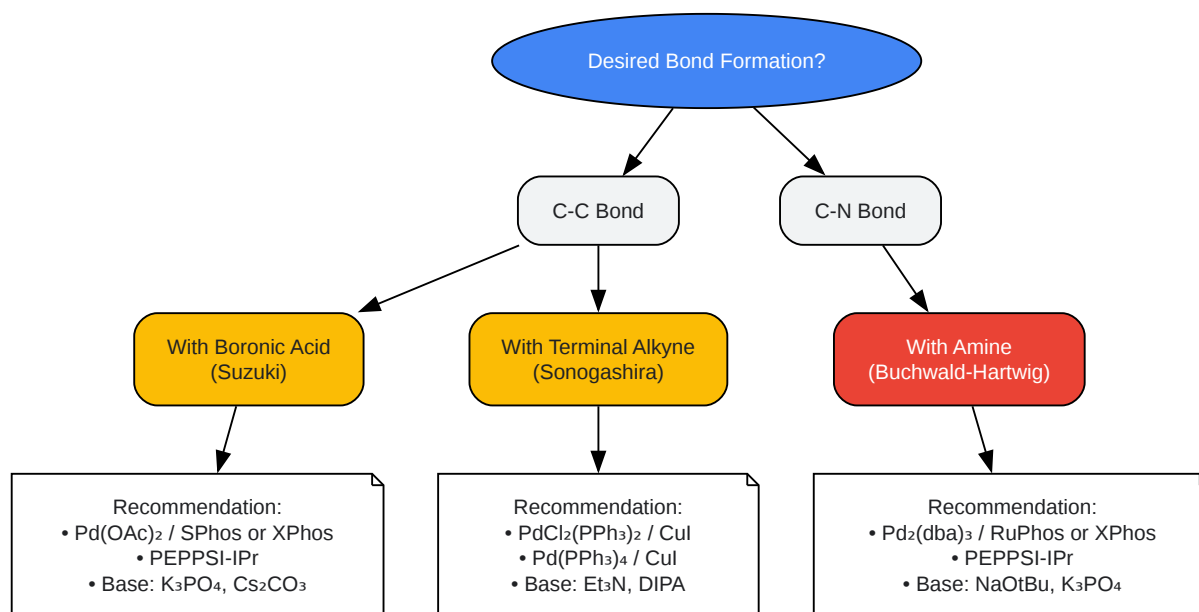 Desired Bond Formation?
C-C Bond
C-N Bond
With Boronic Acid
(Suzuki)
With Terminal Alkyne
(Sonogashira)
With Amine
(Buchwald-Hartwig)
Recommendation:
• Pd(OAc)₂ / SPhos or XPhos
• PEPPSI-IPr
• Base: K₃PO₄, Cs₂CO₃
Recommendation:
• PdCl₂(PPh₃)₂ / CuI
• Pd(PPh₃)₄ / CuI
• Base: Et₃N, DIPA
Recommendation:
• Pd₂(dba)₃ / RuPhos or XPhos
• PEPPSI-IPr
• Base: NaOtBu, K₃PO₄